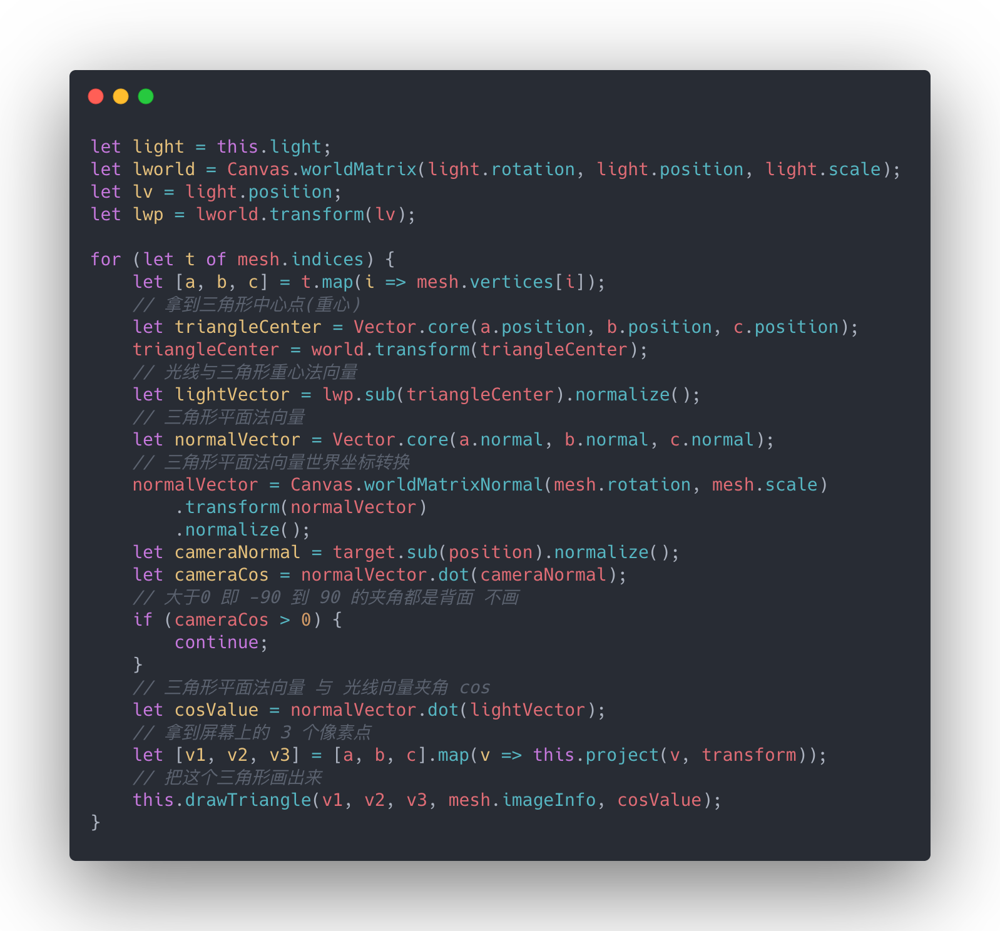 let light = this.light;
let lworld = Canvas.worldMatrix(light.rotation, light.position, light.scale);
let lv = light.position;
let lwp = lworld.transform(lv);

for (let t of mesh.indices) {
    let [a, b, c] = t.map(i => mesh.vertices[i]);
    // 拿到三角形中心点(重心)
    let triangleCenter = Vector.core(a.position, b.position, c.position);
    triangleCenter = world.transform(triangleCenter);
    // 光线与三角形重心法向量
    let lightVector = lwp.sub(triangleCenter).normalize();
    // 三角形平面法向量
    let normalVector = Vector.core(a.normal, b.normal, c.normal);
    // 三角形平面法向量世界坐标转换
    normalVector = Canvas.worldMatrixNormal(mesh.rotation, mesh.scale)
        .transform(normalVector)
        .normalize();
    let cameraNormal = target.sub(position).normalize();
    let cameraCos = normalVector.dot(cameraNormal);
    // 大于0 即 -90 到 90 的夹角都是背面 不画
    if (cameraCos > 0) {
        continue;
    }
    // 三角形平面法向量 与 光线向量夹角 cos
    let cosValue = normalVector.dot(lightVector);
    // 拿到屏幕上的 3 个像素点
    let [v1, v2, v3] = [a, b, c].map(v => this.project(v, transform));
    // 把这个三角形画出来
    this.drawTriangle(v1, v2, v3, mesh.imageInfo, cosValue);
}